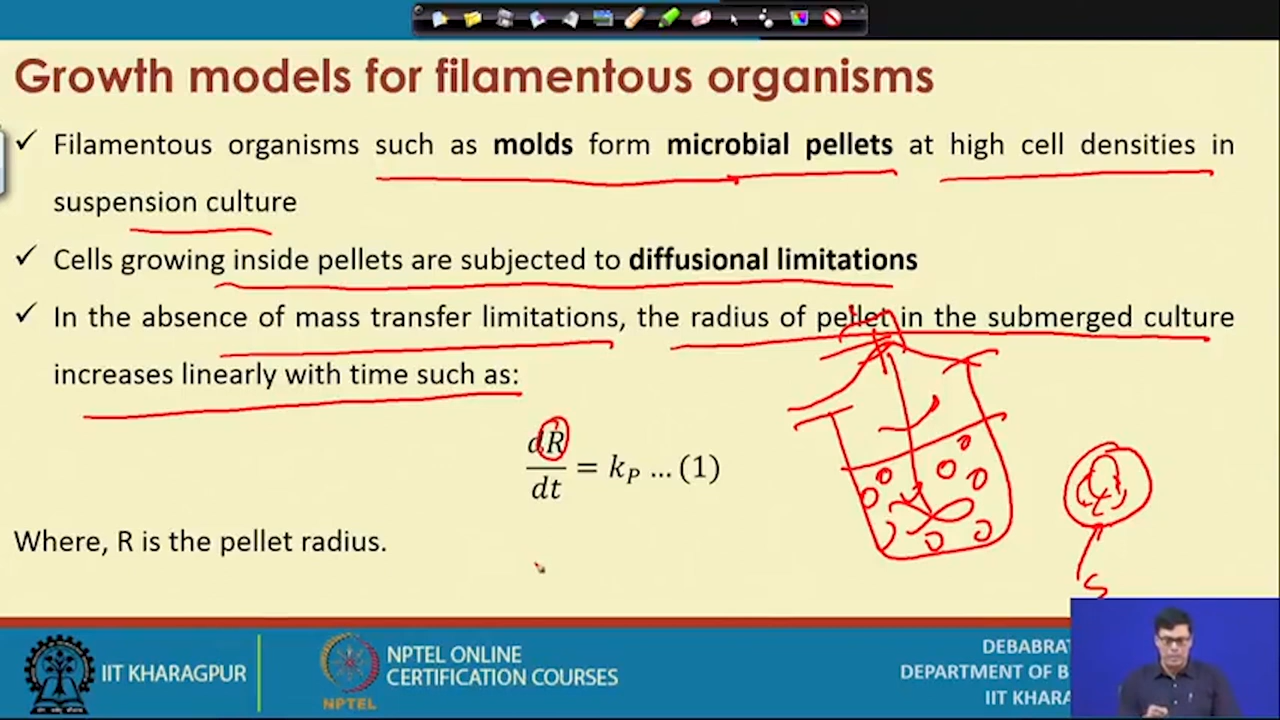 Growth models for filamentous organisms
✓ Filamentous organisms such as molds form microbial pellets at high cell densities in
suspension culture
✓ Cells growing inside pellets are subjected to diffusional limitations
✓ In the absence of mass transfer limitations, the radius of pellet in the submerged culture
increases linearly with time such as:
dR/dt = k_P ... (1)
Where, R is the pellet radius.
S
IIT KHARAGPUR
NPTEL
NPTEL ONLINE
CERTIFICATION COURSES
DEBABRAT
DEPARTMENT OF B
IIT KHARA